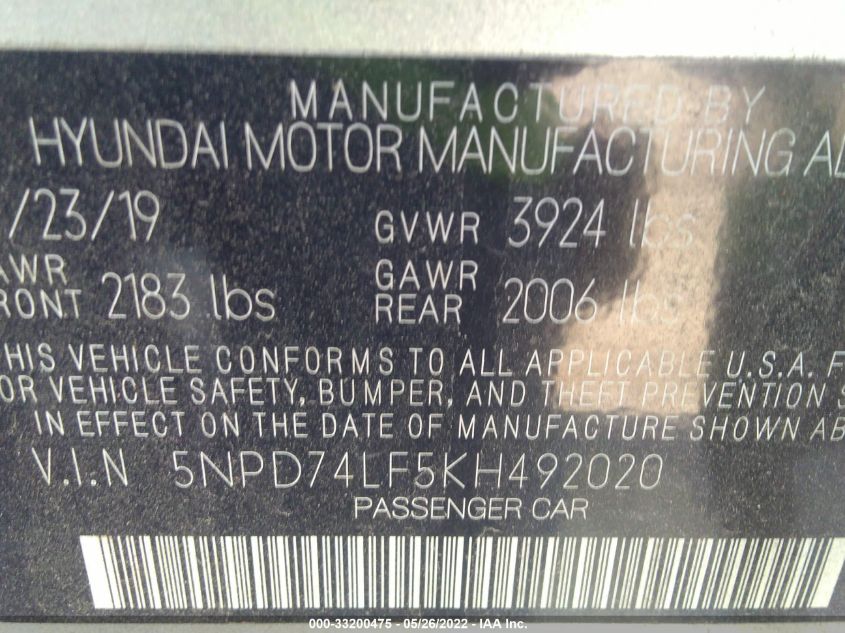 MANUFACTURED BY
HYUNDAI MOTOR MANUFACTURING AL
/23/19 GVWR 3924 lbs
AWR FRONT 2183 lbs GAWR REAR 2006 lbs
HIS VEHICLE CONFORMS TO ALL APPLICABLE U.S.A. F
OR VEHICLE SAFETY, BUMPER, AND THEFT PREVENTION S
IN EFFECT ON THE DATE OF MANUFACTURE SHOWN AB
V.I.N 5NPD74LF5KH492020
PASSENGER CAR
000-33200475 - 05/26/2022 - IAA Inc.